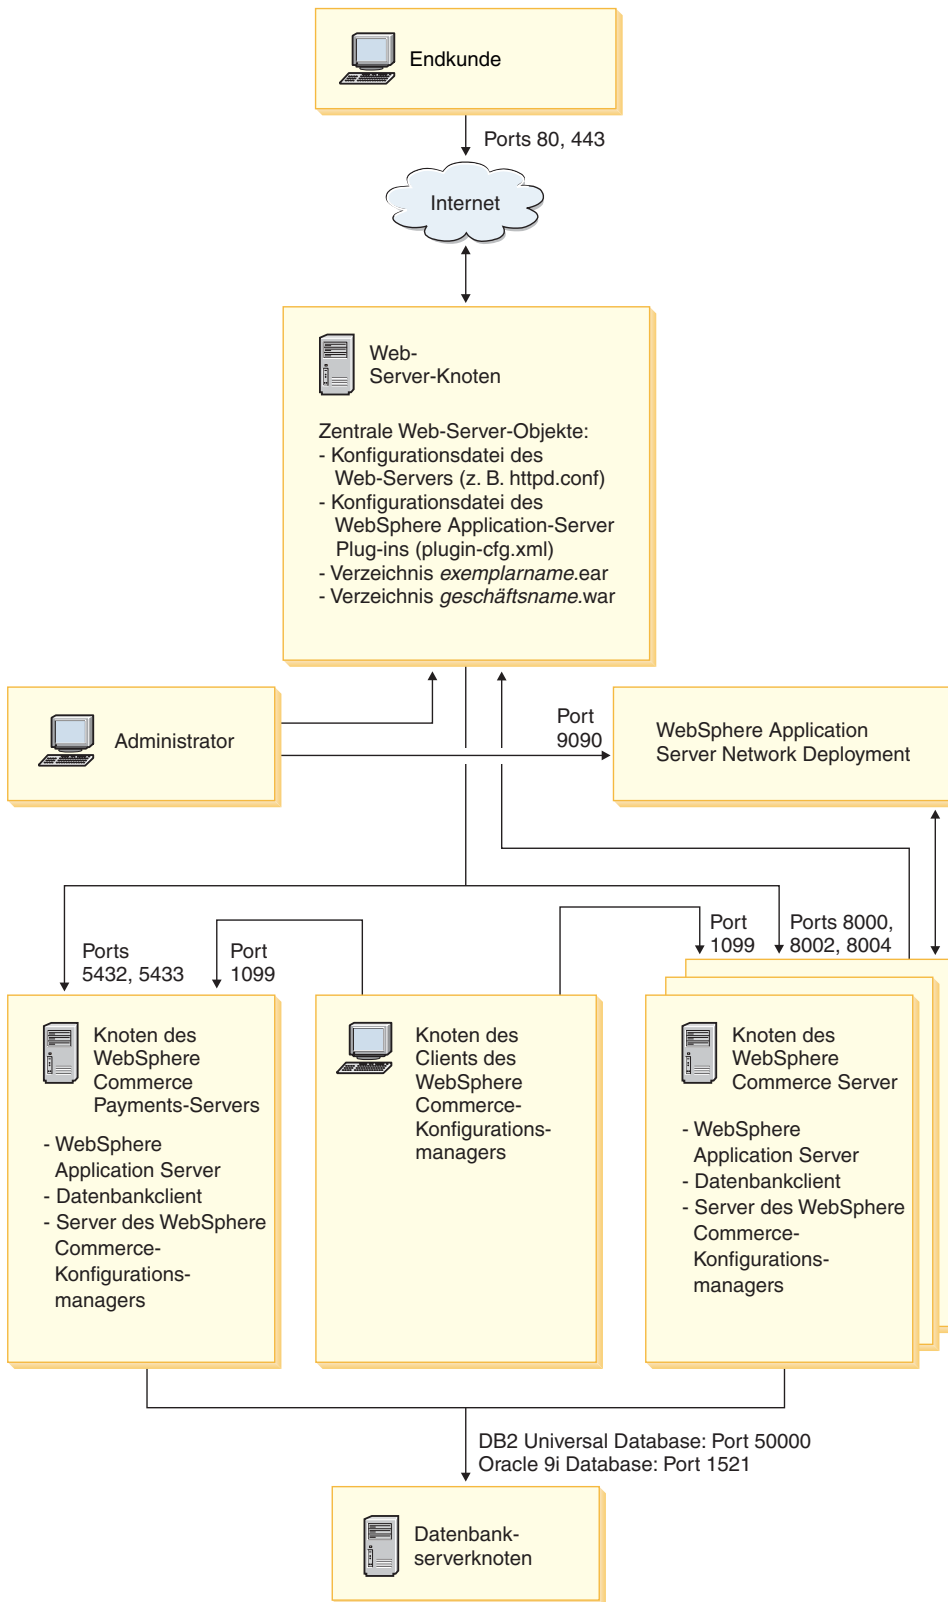 Endkunde
Ports 80, 443
Internet
Web-
Server-Knoten
Zentrale Web-Server-Objekte:
- Konfigurationsdatei des
Web-Servers (z. B. httpd.conf)
- Konfigurationsdatei des
WebSphere Application-Server
Plug-ins (plugin-cfg.xml)
- Verzeichnis exemplarname.ear
- Verzeichnis geschäftsname.war
Administrator
Port
9090
WebSphere Application
Server Network Deployment
Ports
5432, 5433
Port
1099
Port
1099
Ports 8000,
8002, 8004
Knoten des
WebSphere
Commerce
Payments-Servers
- WebSphere
Application Server
- Datenbankclient
- Server des WebSphere
Commerce-
Konfigurations-
managers
Knoten des
Clients des
WebSphere
Commerce-
Konfigurations-
managers
Knoten des
WebSphere
Commerce Server
- WebSphere
Application Server
- Datenbankclient
- Server des WebSphere
Commerce-
Konfigurations-
managers
DB2 Universal Database: Port 50000
Oracle 9i Database: Port 1521
Datenbank-
serverknoten